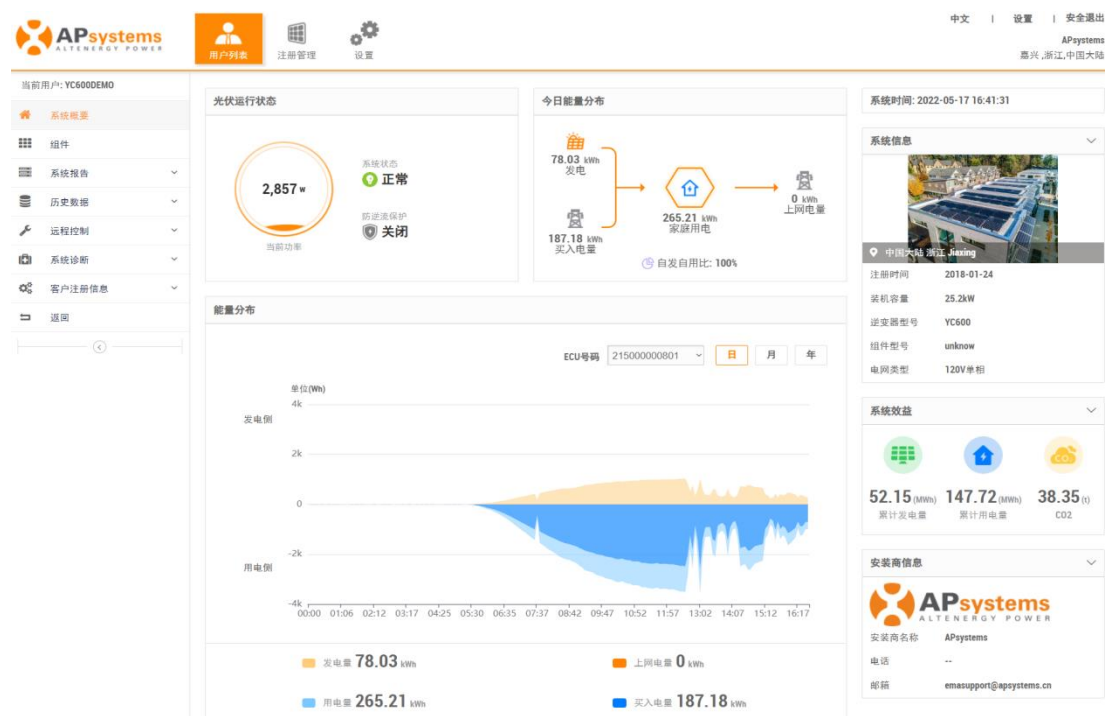 APsystems
ALTENERGY POWER
用户列表
注册管理
设置
中文 | 设置 | 安全退出
APsystems
嘉兴 ,浙江,中国大陆
当前用户: YC600DEMO
系统概要
组件
系统报告
历史数据
远程控制
系统诊断
客户注册信息
返回
光伏运行状态
2,857 w
当前功率
系统状态
正常
防逆流保护
关闭
今日能量分布
78.03 kWh
发电
187.18 kWh
买入电量
265.21 kWh
家庭用电
0 kWh
上网电量
自发自用比: 100%
能量分布
ECU号码 215000000801 日 月 年
单位(Wh)
4k
发电侧
2k
0
-2k
用电侧
-4k
00:00 01:06 02:12 03:17 04:25 05:30 06:35 07:37 08:42 09:47 10:52 11:57 13:02 14:07 15:12 16:17
发电量 78.03 kWh
上网电量 0 kWh
用电量 265.21 kWh
买入电量 187.18 kWh
系统时间: 2022-05-17 16:41:31
系统信息
中国大陆 浙江 Jiaxing
注册时间 2018-01-24
装机容量 25.2kW
逆变器型号 YC600
组件型号 unknow
电网类型 120V单相
系统效益
CO2
52.15 (MWh)
累计发电量
147.72 (MWh)
累计用电量
38.35 (t)
CO2
安装商信息
APsystems
ALTENERGY POWER
安装商名称 APsystems
电话 --
邮箱 emasupport@apsystems.cn